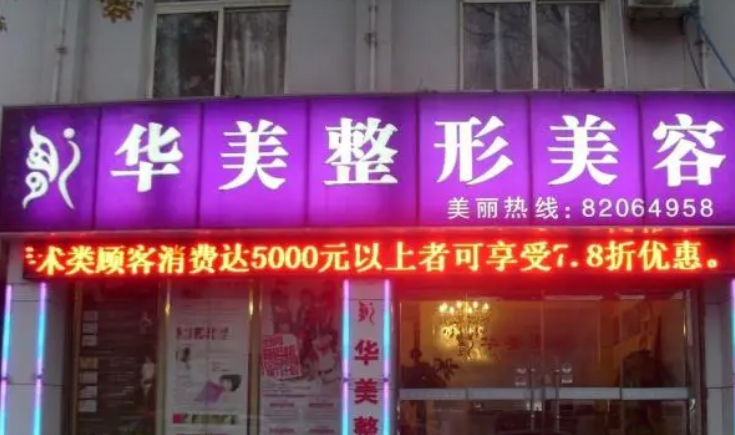 华美整形美容
美丽热线:82064958
术类顾客消费达5000元以上者可享受7.8折优惠。
华美整